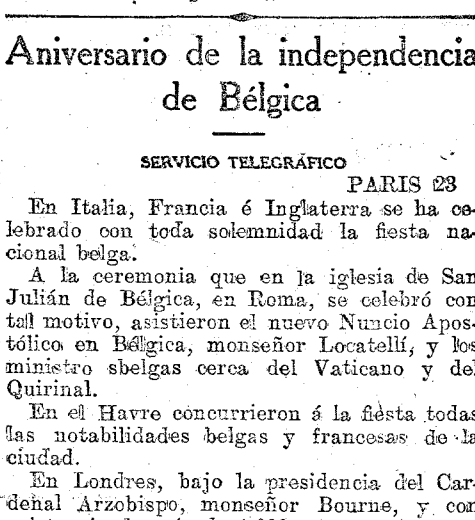 Aniversario de la independencia
de Bélgica
SERVICIO TELEGRÁFICO
PARIS 23
En Italia, Francia é Inglaterra se ha ce-
lebrado con toda solemnidad la fiesta na-
cional belga.
A la ceremonia que en la iglesia de San
Julián de Bélgica, en Roma, se celebró con
tal motivo, asistieron el nuevo Nuncio Apos-
tólico en Bélgica, monseñor Locatellí, y los
ministro sbelgas cerca del Vaticano y del
Quirinal.
En el Havre concurrieron á la fiesta todas
las notabilidades belgas y francesas de la
ciudad.
En Londres, bajo la presidencia del Car-
denal Arzobispo, monseñor Bourne, y con